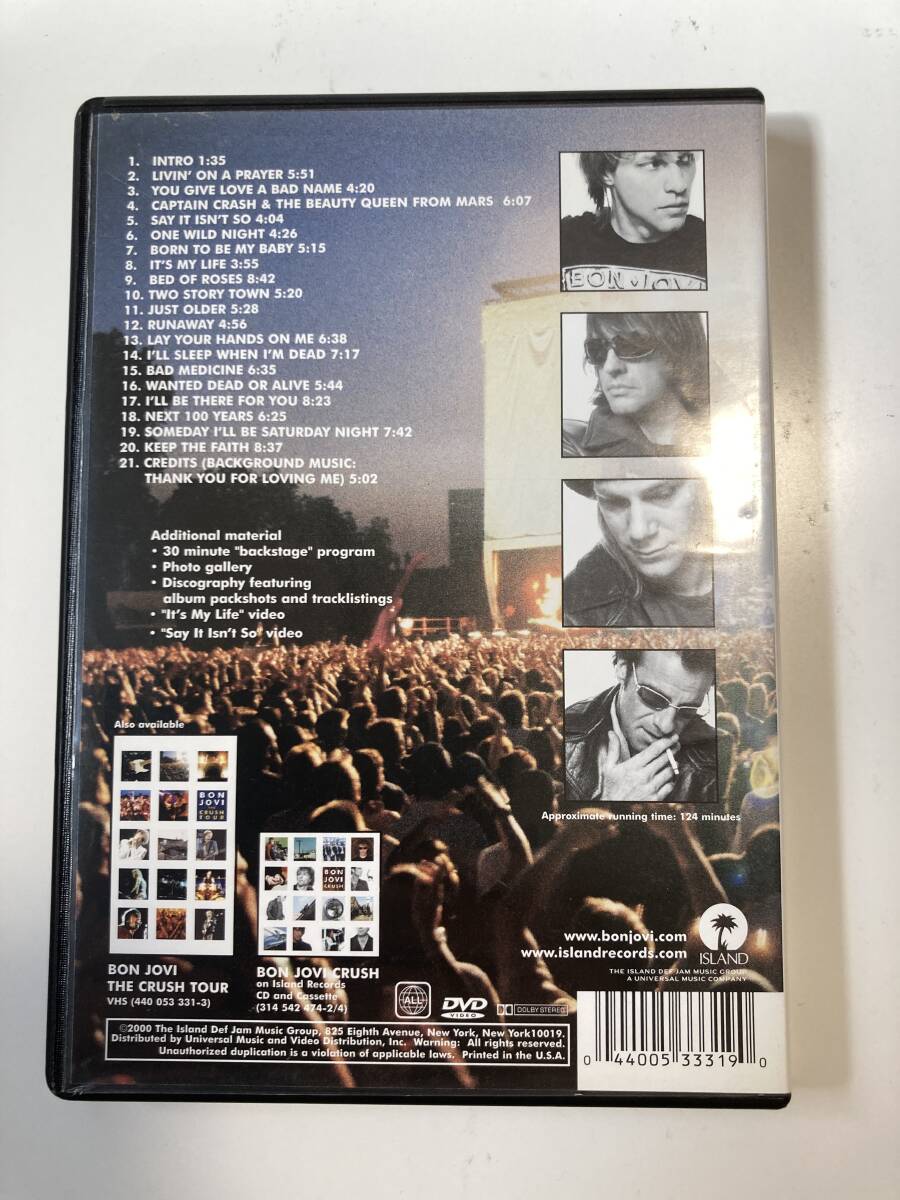 1. INTRO 1:35
2. LIVIN' ON A PRAYER 5:51
3. YOU GIVE LOVE A BAD NAME 4:20
4. CAPTAIN CRASH & THE BEAUTY QUEEN FROM MARS 6:07
5. SAY IT ISN'T SO 4:04
6. ONE WILD NIGHT 4:26
7. BORN TO BE MY BABY 5:15
8. IT'S MY LIFE 3:55
9. BED OF ROSES 8:42
10. TWO STORY TOWN 5:20
11. JUST OLDER 5:28
12. RUNAWAY 4:56
13. LAY YOUR HANDS ON ME 6:38
14. I'LL SLEEP WHEN I'M DEAD 7:17
15. BAD MEDICINE 6:35
16. WANTED DEAD OR ALIVE 5:44
17. I'LL BE THERE FOR YOU 8:23
18. NEXT 100 YEARS 6:25
19. SOMEDAY I'LL BE SATURDAY NIGHT 7:42
20. KEEP THE FAITH 8:37
21. CREDITS (BACKGROUND MUSIC:
THANK YOU FOR LOVING ME) 5:02
BON JOVI
Additional material
• 30 minute "backstage" program
• Photo gallery
• Discography featuring
album packshots and tracklistings
• "It's My Life" video
• "Say It Isn't So" video
Approximate running time: 124 minutes
Also available
BON
JOVI
THE
CRUSH
TOUR
BON JOVI
THE CRUSH TOUR
VHS (440 053 331-3)
BON
JOVI
CRUSH
BON JOVI CRUSH
on Island Records
CD and Cassette
(314 542 474-2/4)
www.bonjovi.com
www.islandrecords.com
ISLAND
THE ISLAND DEF JAM MUSIC GROUP
A UNIVERSAL MUSIC COMPANY
ALL
DVD
VIDEO
DOLBY STEREO
©2000 The Island Def Jam Music Group, 825 Eighth Avenue, New York, New York10019.
Distributed by Universal Music and Video Distribution, Inc. Warning: All rights reserved.
Unauthorized duplication is a violation of applicable laws. Printed in the U.S.A.
0 44005 33319 0